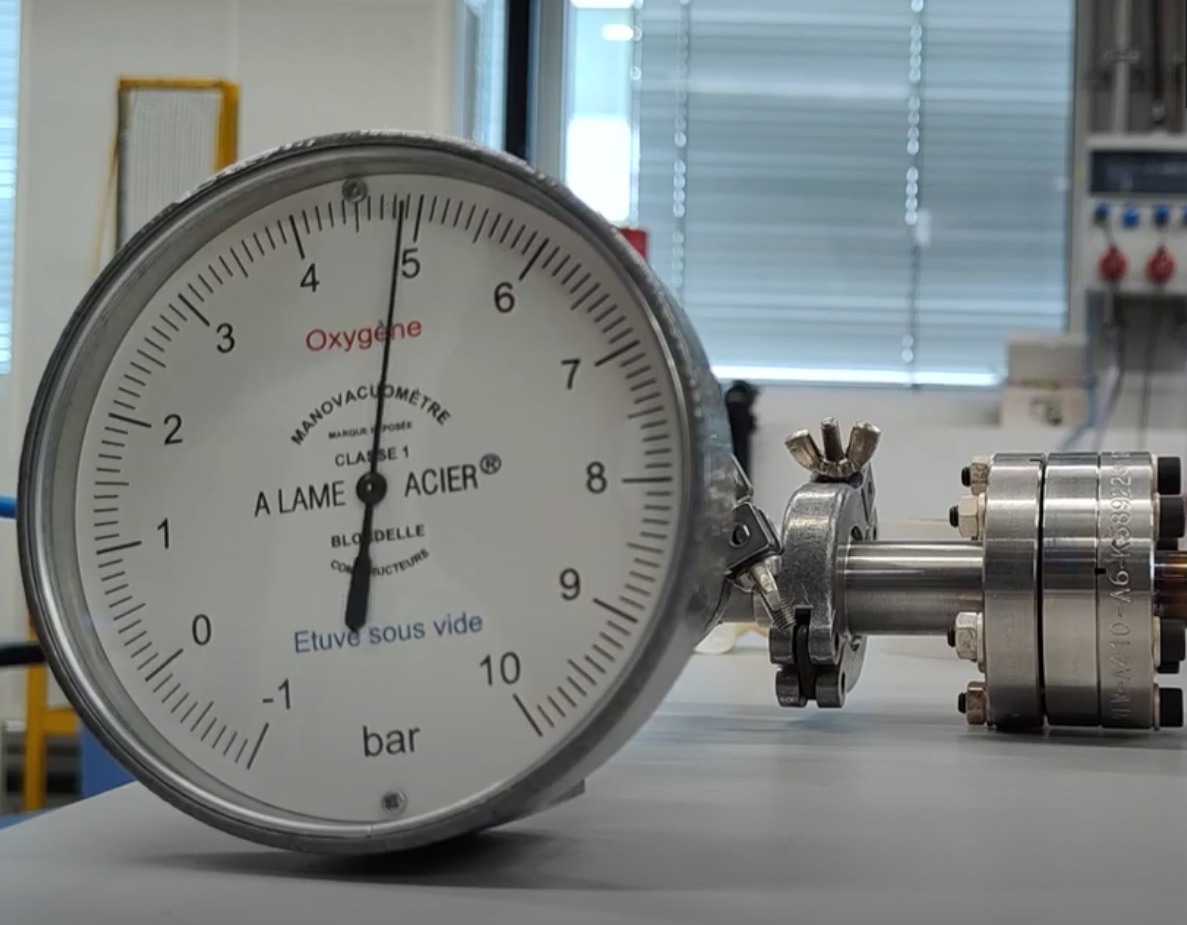 4
5
6
3
7
2
8
1
9
0
10
-1
Oxygène
MANOVACUOMÈTRE
MARQUE DÉPOSÉE
CLASSE 1
A LAME ACIER®
BLONDELLE
CONSTRUCTEURS
Etuve sous vide
bar